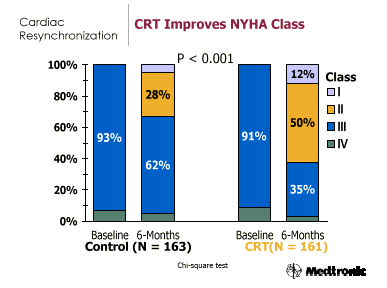 Cardiac
Resynchronization
CRT Improves NYHA Class
P < 0.001
100%
80%
60%
40%
20%
0%
93%
28%
62%
91%
12%
50%
35%
Class
I
II
III
IV
Baseline 6-Months
Control (N = 163)
Baseline 6-Months
CRT(N = 161)
Chi-square test
Medtronic